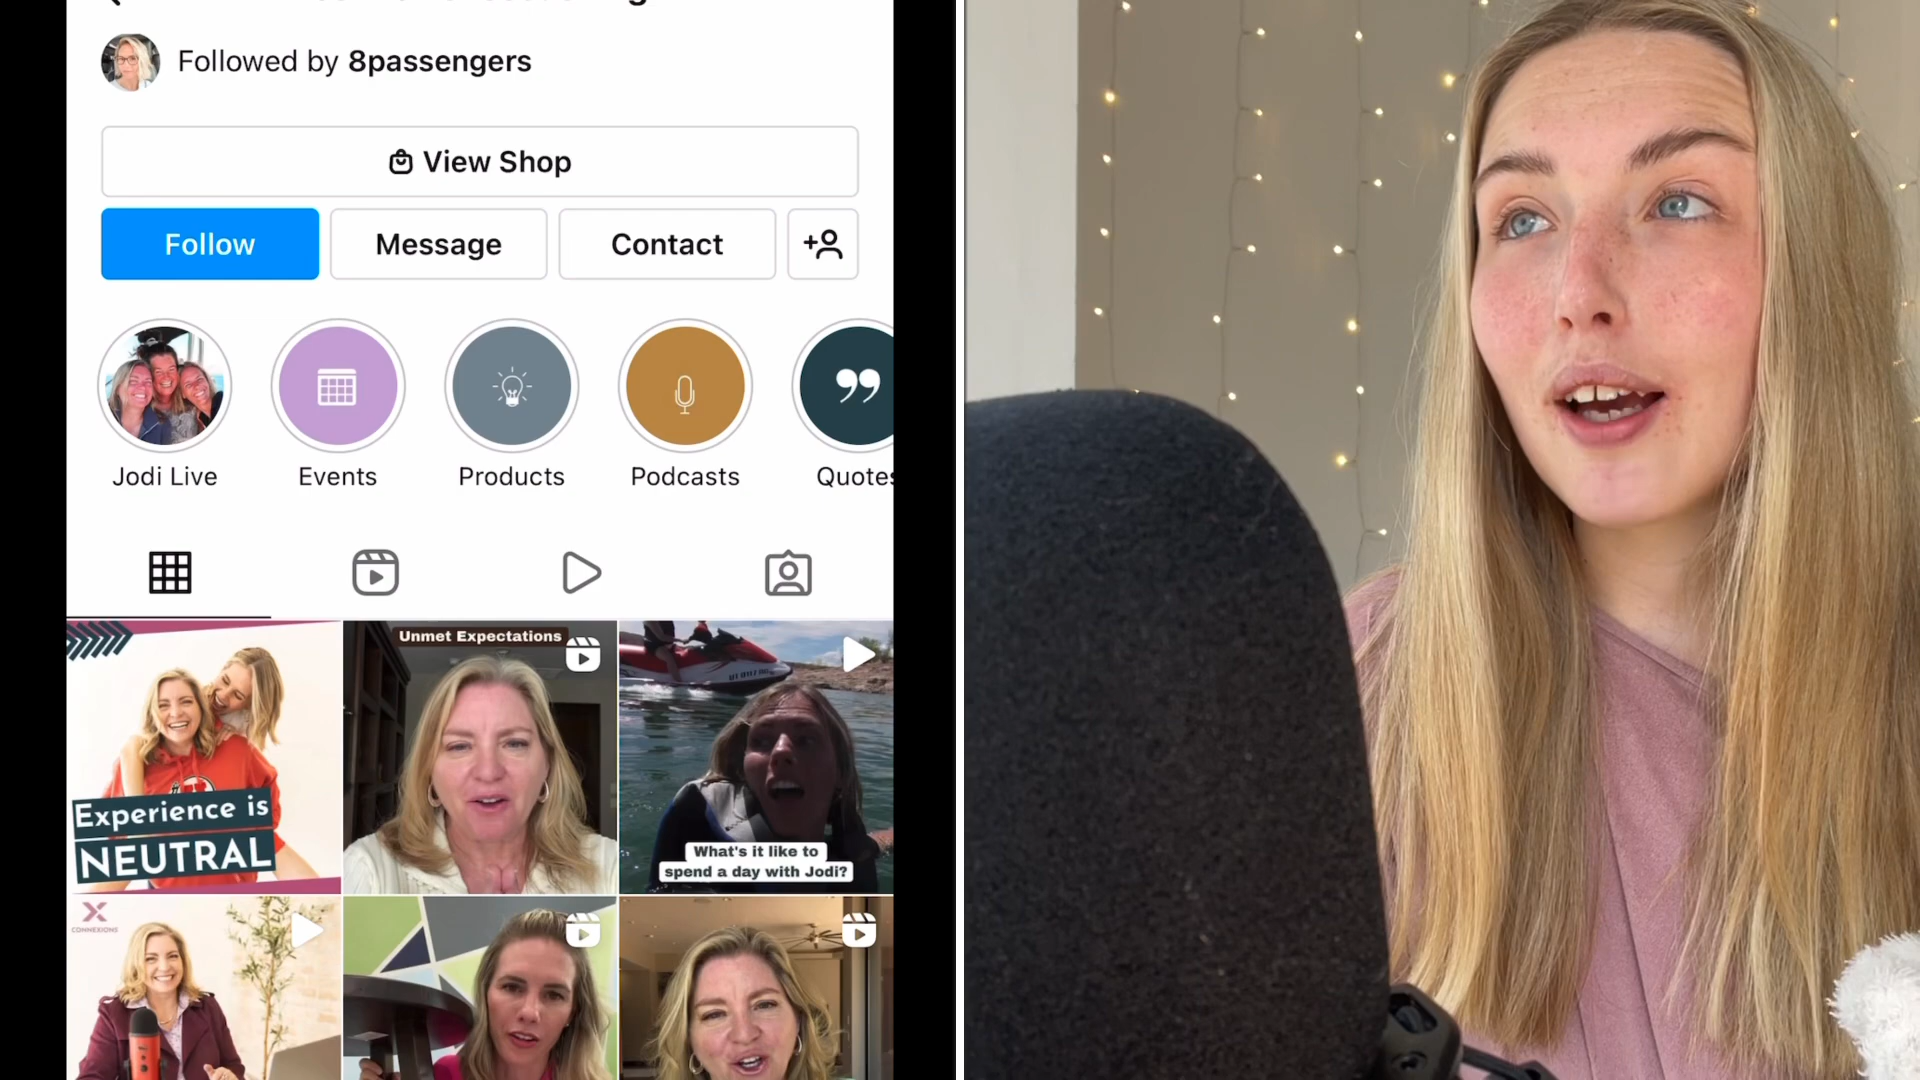 Followed by 8passengers
View Shop
Follow
Message
Contact
Jodi Live
Events
Products
Podcasts
Quotes
Unmet Expectations
Experience is
NEUTRAL
What's it like to
spend a day with Jodi?
CONNEXIONS